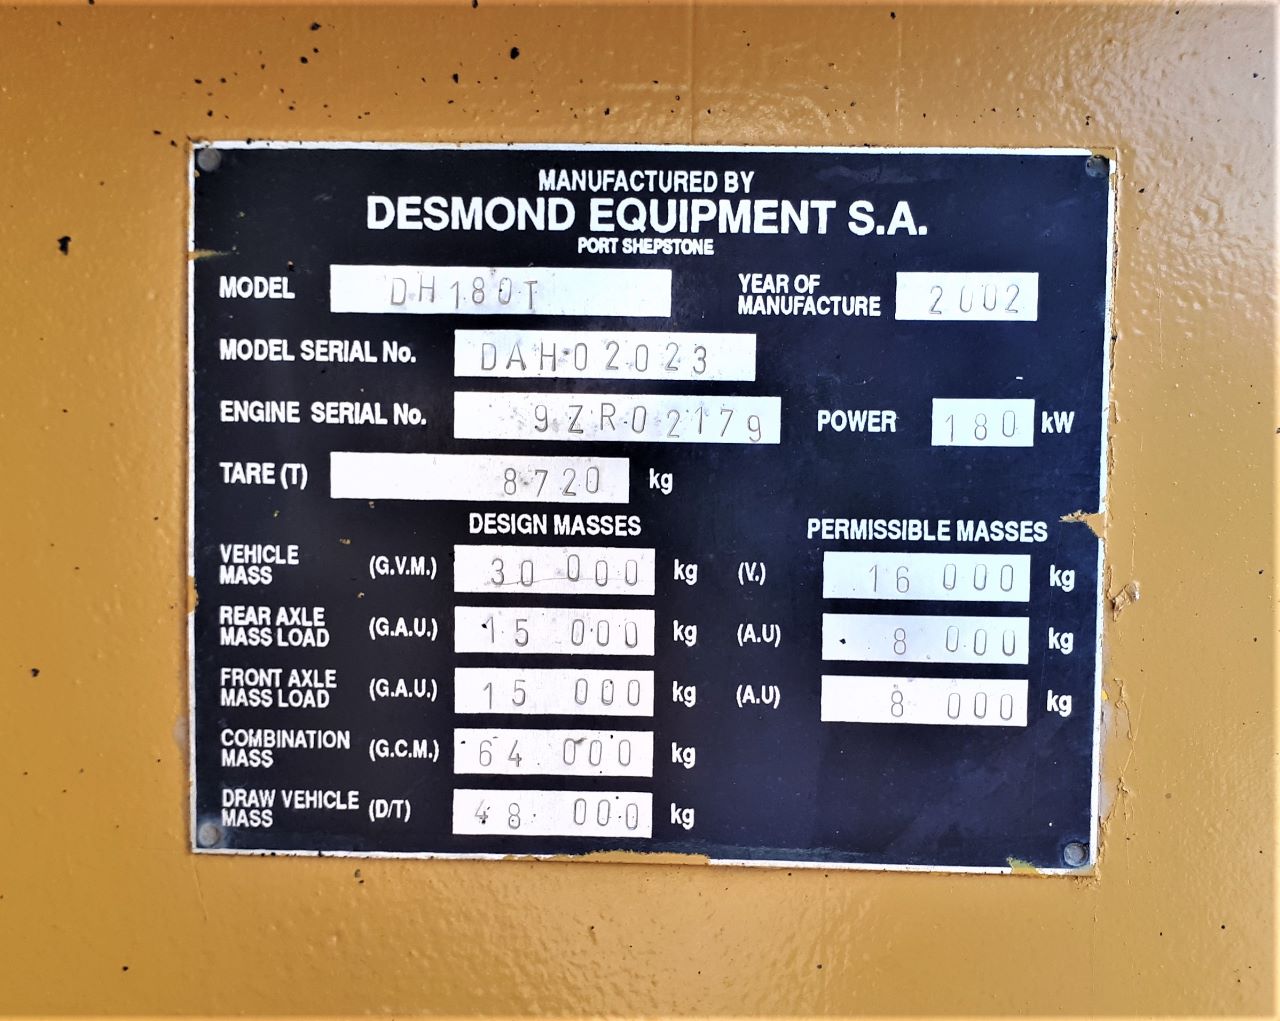 MANUFACTURED BY
DESMOND EQUIPMENT S.A.
PORT SHEPSTONE
MODEL DH180T YEAR OF MANUFACTURE 2002
MODEL SERIAL No. DAH02023
ENGINE SERIAL No. 9ZR02179 POWER 180 kW
TARE (T) 8720 kg
DESIGN MASSES PERMISSIBLE MASSES
VEHICLE MASS (G.V.M.) 30 000 kg (V.) 16 000 kg
REAR AXLE MASS LOAD (G.A.U.) 15 000 kg (A.U) 8 000 kg
FRONT AXLE MASS LOAD (G.A.U.) 15 000 kg (A.U) 8 000 kg
COMBINATION MASS (G.C.M.) 64 000 kg
DRAW VEHICLE MASS (D/T) 48 000 kg